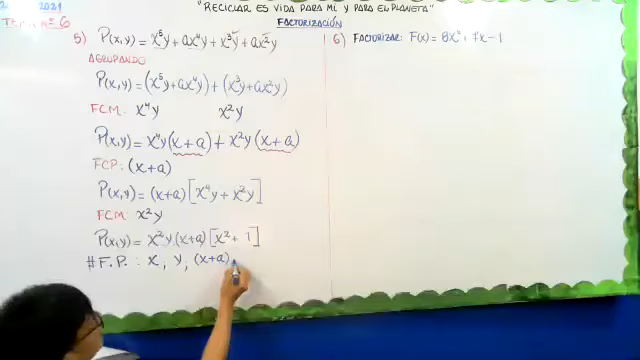 2021
"RECICLAR ES VIDA PARA MI Y PARA EL PLANETA"
TEMA Nº 6
FACTORIZACIÓN
5) P(x,y) = x⁵y + ax⁴y + x³y + ax²y
AGRUPANDO
P(x,y) = (x⁵y + ax⁴y) + (x³y + ax²y)
FCM: x⁴y x²y
P(x,y) = x⁴y (x+a) + x²y (x+a)
FCP: (x+a)
P(x,y) = (x+a) [x⁴y + x²y]
FCM: x²y
P(x,y) = x²y (x+a) [x² + 1]
# F.P. : x, y, (x+a),
6) FACTORIZAR: F(x) = 8x² + 7x - 1